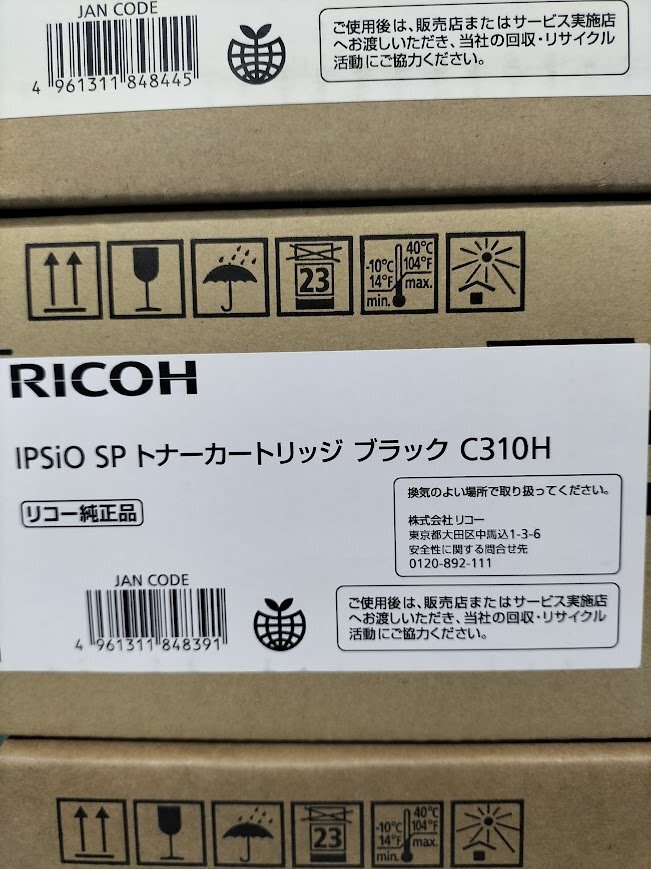 JAN CODE
4 961311 848445
ご使用後は、販売店またはサービス実施店
へお渡しいただき、当社の回収・リサイクル
活動にご協力ください。
23
-10℃
14°F
min.
40℃
104°F
max.
RICOH
IPSiO SP トナーカートリッジ ブラック C310H
リコー純正品
換気のよい場所で取り扱ってください。
株式会社リコー
東京都大田区中馬込1-3-6
安全性に関する問合せ先
0120-892-111
JAN CODE
4 961311 848391
ご使用後は、販売店またはサービス実施店
へお渡しいただき、当社の回収・リサイクル
活動にご協力ください。
23
-10℃
14°F
min.
40℃
104°F
max.